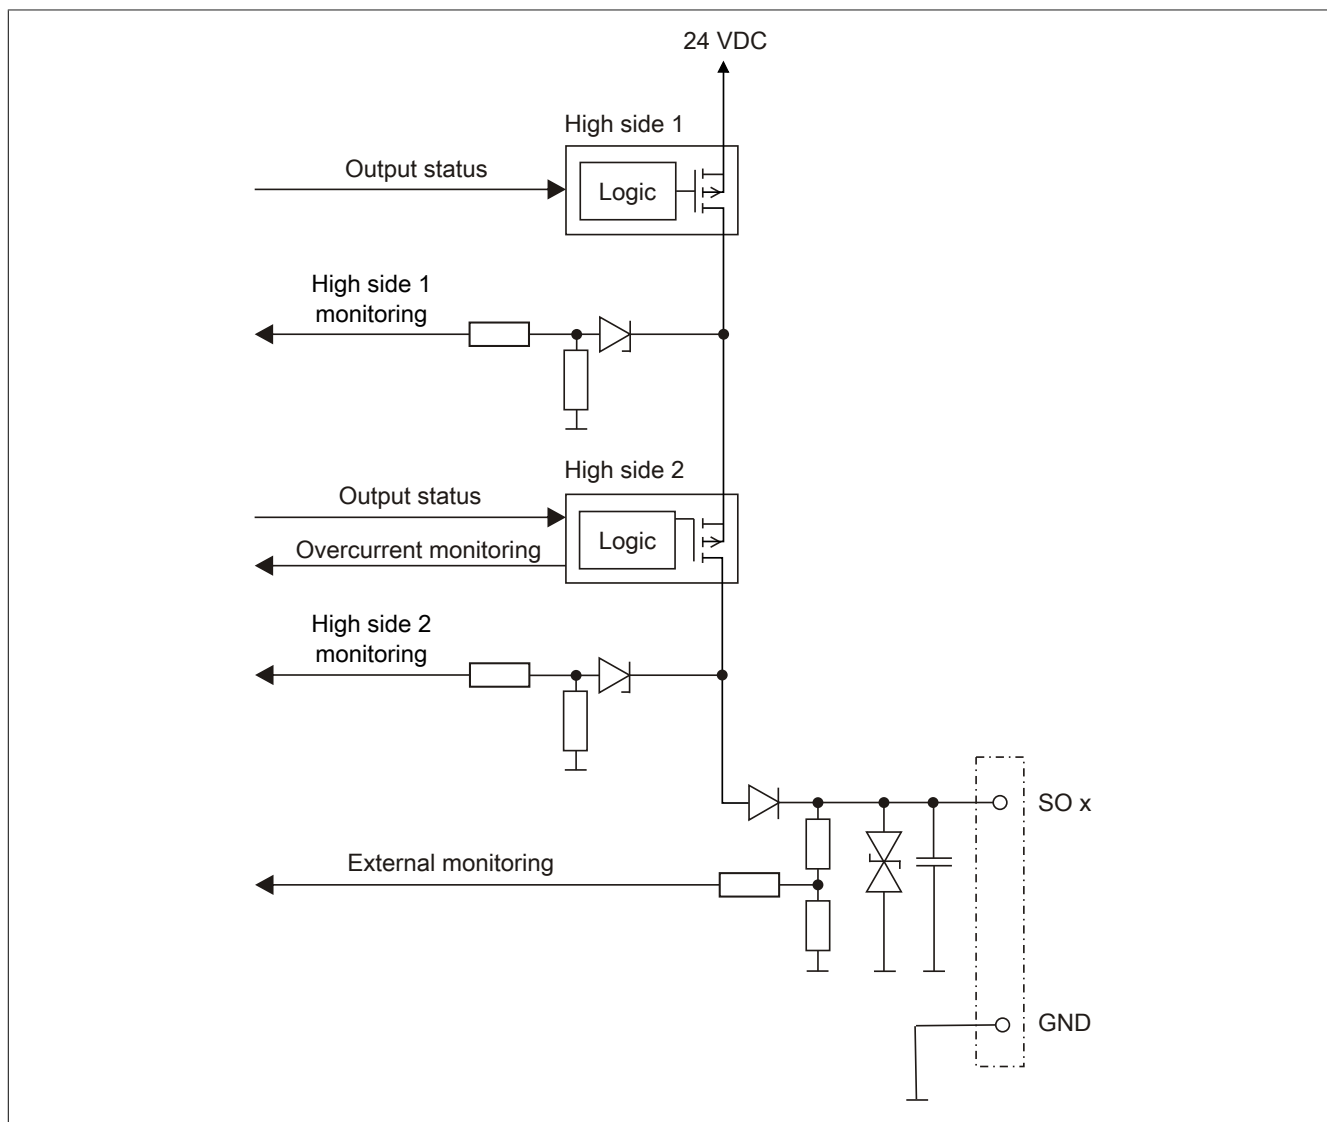 24 VDC
High side 1
Output status
Logic
High side 1
monitoring
High side 2
Output status
Logic
Overcurrent monitoring
High side 2
monitoring
SO x
External monitoring
GND